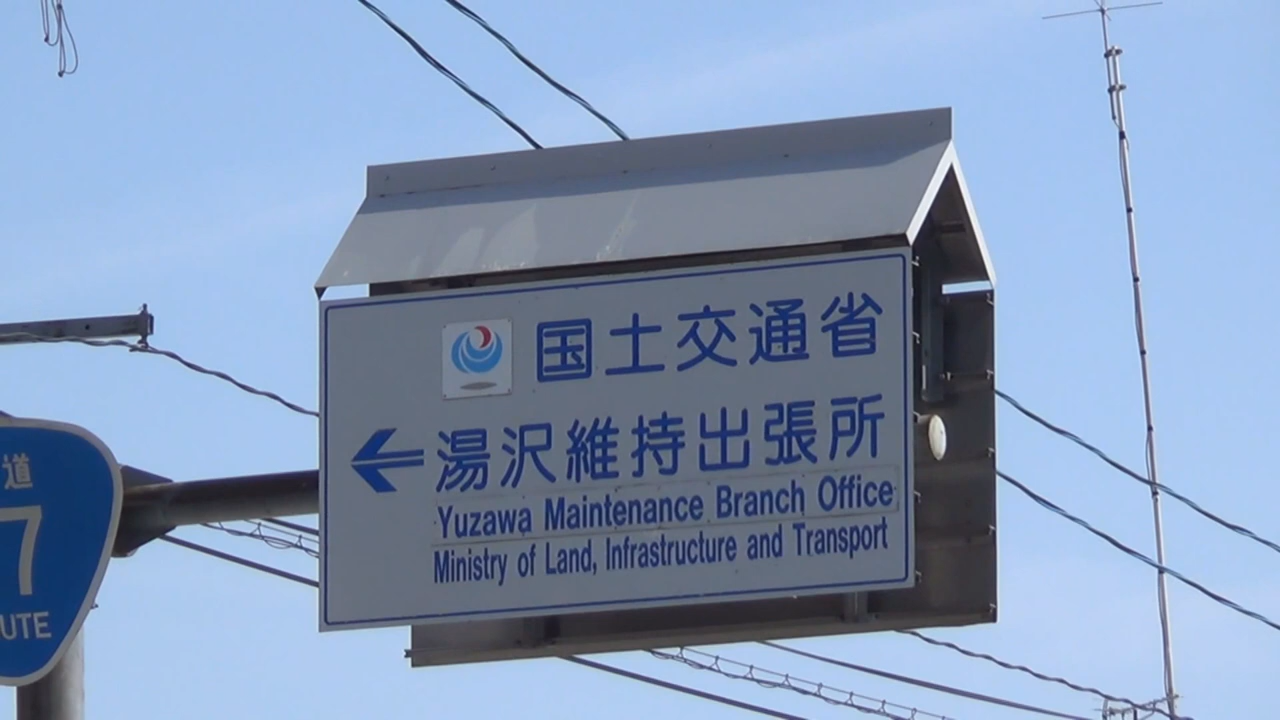 国土交通省
湯沢維持出張所
Yuzawa Maintenance Branch Office
Ministry of Land, Infrastructure and Transport
道
7
UTE